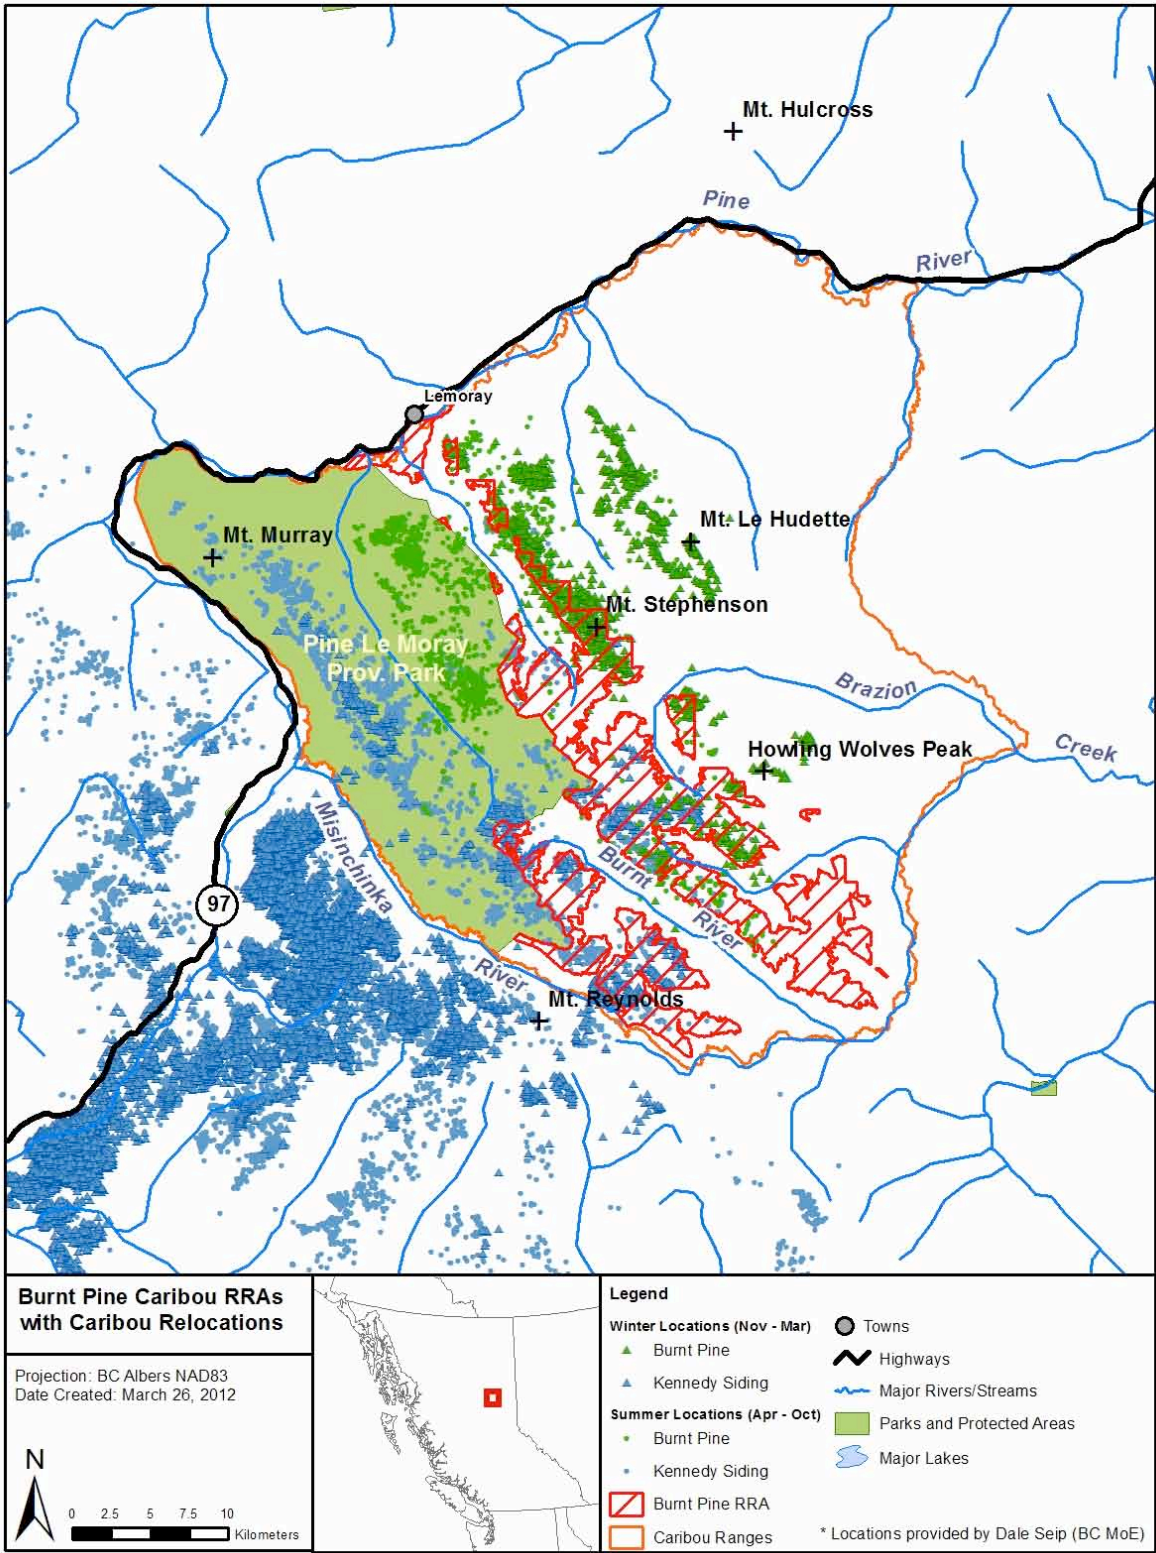 Mt. Hulcross
Pine
River
Lemoray
Mt. Le Hudette
Mt. Murray
Mt. Stephenson
Pine Le Moray
Prov. Park
Brazion
Creek
Howling Wolves Peak
Misinchinka
Burnt
River
97
River
Mt. Reynolds
Burnt Pine Caribou RRAs
with Caribou Relocations
Projection: BC Albers NAD83
Date Created: March 26, 2012
N
0 2.5 5 7.5 10
Kilometers
Legend
Winter Locations (Nov - Mar)
Burnt Pine
Kennedy Siding
Summer Locations (Apr - Oct)
Burnt Pine
Kennedy Siding
Burnt Pine RRA
Caribou Ranges
Towns
Highways
Major Rivers/Streams
Parks and Protected Areas
Major Lakes
* Locations provided by Dale Seip (BC MoE)